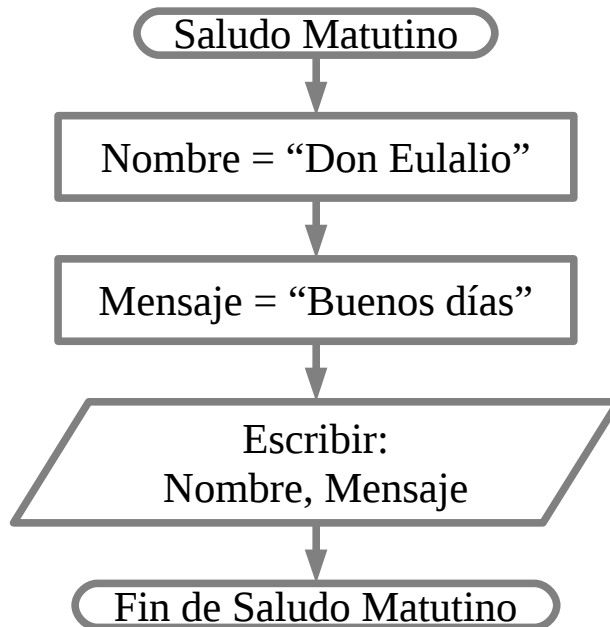 Saludo Matutino
Nombre = “Don Eulalio”
Mensaje = “Buenos días”
Escribir:
Nombre, Mensaje
Fin de Saludo Matutino